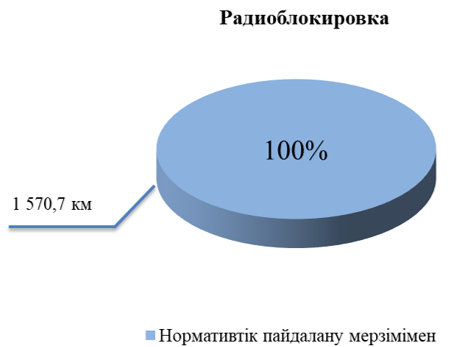 Радиоблокировка
100%
1 570,7 км
Нормативтік пайдалану мерзімімен